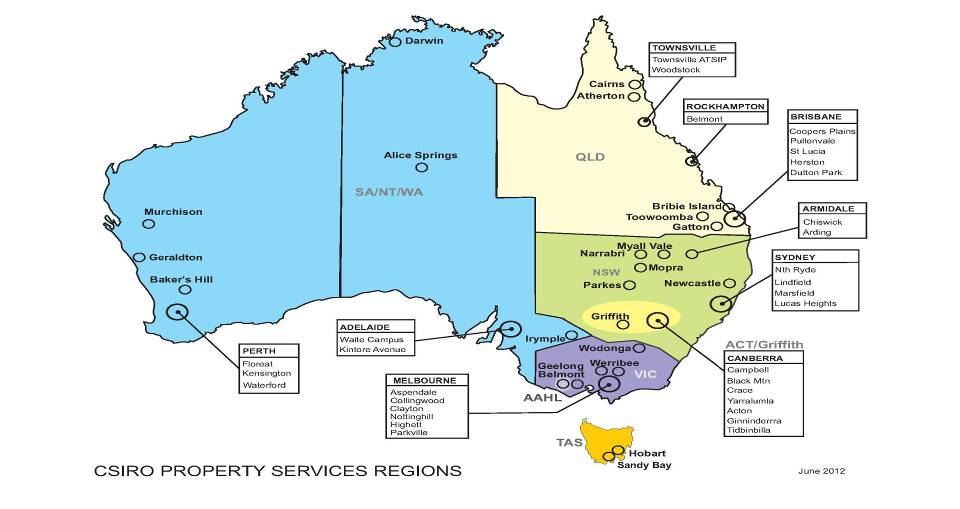 Darwin
TOWNSVILLE
Townsville ATSIP
Woodstock
Cairns
Atherton
ROCKHAMPTON
Belmont
BRISBANE
Coopers Plains
Pullenvale
St Lucia
Herston
Dutton Park
Alice Springs
QLD
SA/NT/WA
Murchison
Bribie Island
Toowoomba
Gatton
ARMIDALE
Chiswick
Arding
Geraldton
Myall Vale
Narrabri
Mopra
NSW
Baker's Hill
Parkes
Newcastle
SYDNEY
Nth Ryde
Lindfield
Marsfield
Lucas Heights
Griffith
ADELAIDE
Waite Campus
Kintore Avenue
Irymple
Wodonga
ACT/Griffith
CANBERRA
Campbell
Black Mtn
Crace
Yarralumla
Acton
Ginninderrra
Tidbinbilla
PERTH
Floreat
Kensington
Waterford
Werribee
Geelong
Belmont
VIC
AAHL
MELBOURNE
Aspendale
Collingwood
Clayton
Nottinghill
Highett
Parkville
TAS
Hobart
Sandy Bay
CSIRO PROPERTY SERVICES REGIONS
June 2012